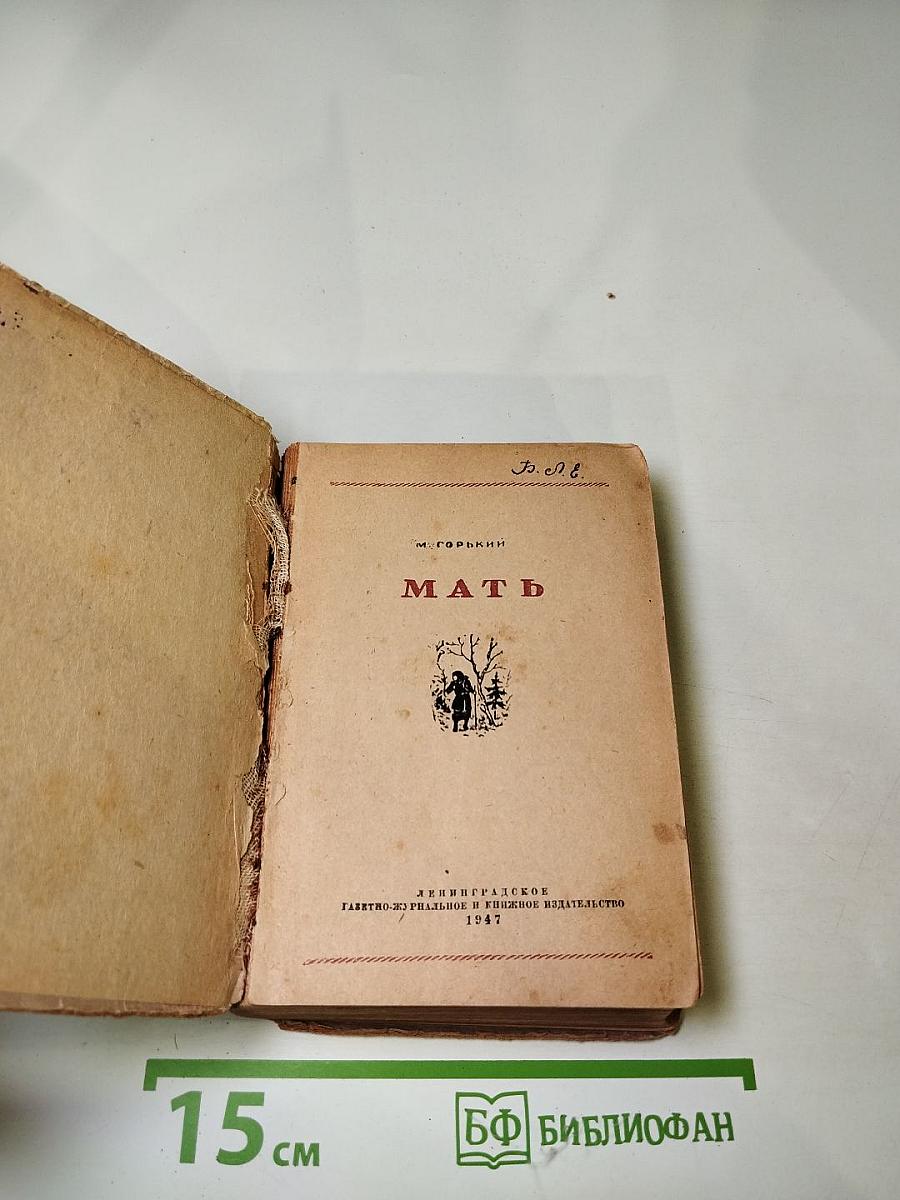 Б. Л. Е.
М. ГОРЬКИЙ
МАТЬ
ЛЕНИНГРАДСКОЕ
ГАЗЕТНО-ЖУРНАЛЬНОЕ И КНИЖНОЕ ИЗДАТЕЛЬСТВО
1947
15 см
БФ БИБЛИОФАН